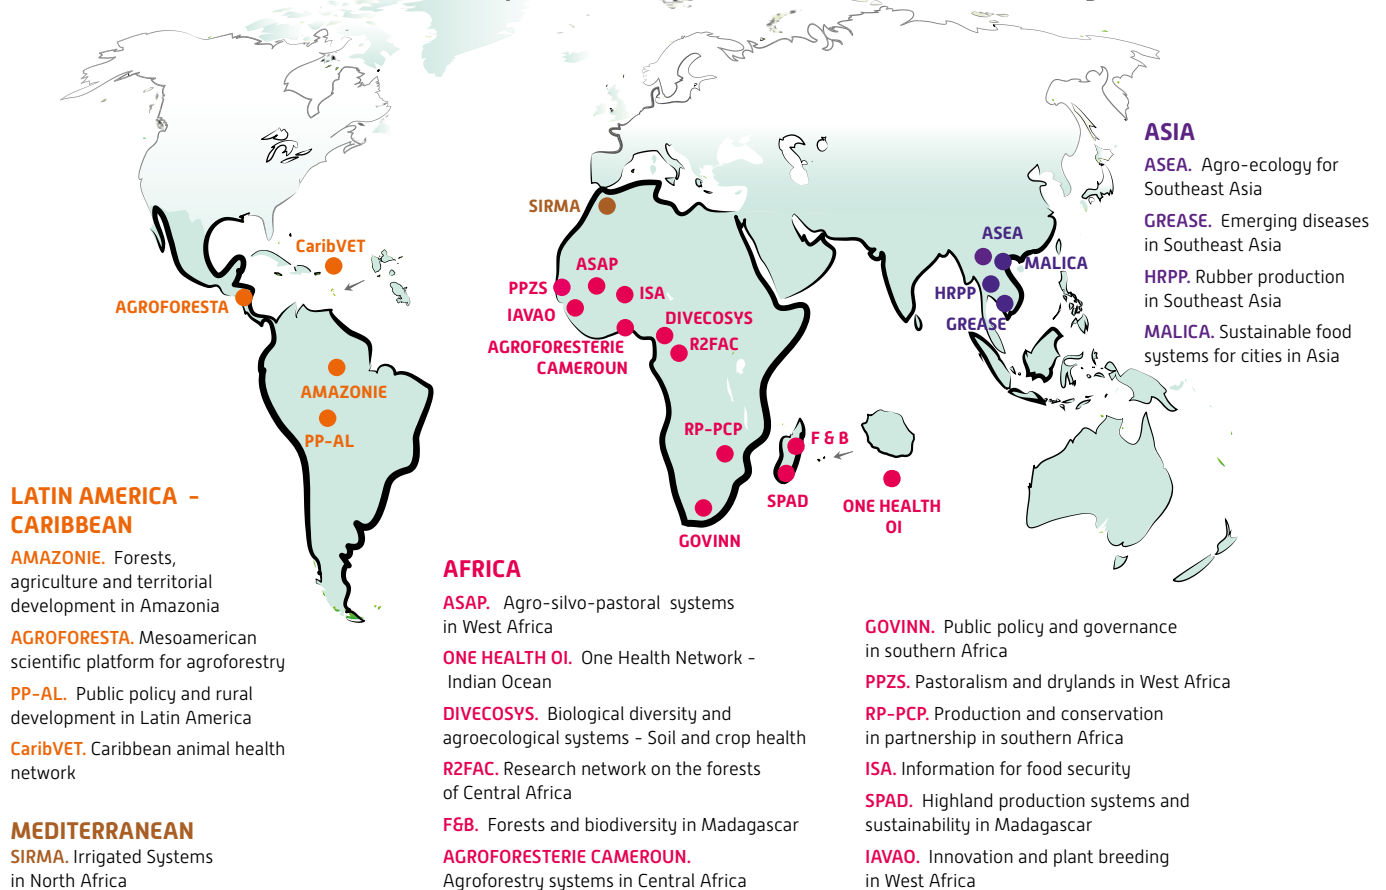 CaribVET
AGROFORESTA
AMAZONIE
PP-AL
SIRMA
ASAP
PPZS
ISA
IAVAO
DIVECOSYS
R2FAC
AGROFORESTERIE
CAMEROUN
RP-PCP
F & B
SPAD
GOVINN
ONE HEALTH
OI
ASEA
MALICA
HRPP
GREASE
ASIA
ASEA. Agro-ecology for
Southeast Asia
GREASE. Emerging diseases
in Southeast Asia
HRPP. Rubber production
in Southeast Asia
MALICA. Sustainable food
systems for cities in Asia
LATIN AMERICA -
CARIBBEAN
AMAZONIE. Forests,
agriculture and territorial
development in Amazonia
AGROFORESTA. Mesoamerican
scientific platform for agroforestry
PP-AL. Public policy and rural
development in Latin America
CaribVET. Caribbean animal health
network
MEDITERRANEAN
SIRMA. Irrigated Systems
in North Africa
AFRICA
ASAP. Agro-silvo-pastoral systems
in West Africa
ONE HEALTH OI. One Health Network -
Indian Ocean
DIVECOSYS. Biological diversity and
agroecological systems - Soil and crop health
R2FAC. Research network on the forests
of Central Africa
F&B. Forests and biodiversity in Madagascar
AGROFORESTERIE CAMEROUN.
Agroforestry systems in Central Africa
GOVINN. Public policy and governance
in southern Africa
PPZS. Pastoralism and drylands in West Africa
RP-PCP. Production and conservation
in partnership in southern Africa
ISA. Information for food security
SPAD. Highland production systems and
sustainability in Madagascar
IAVAO. Innovation and plant breeding
in West Africa